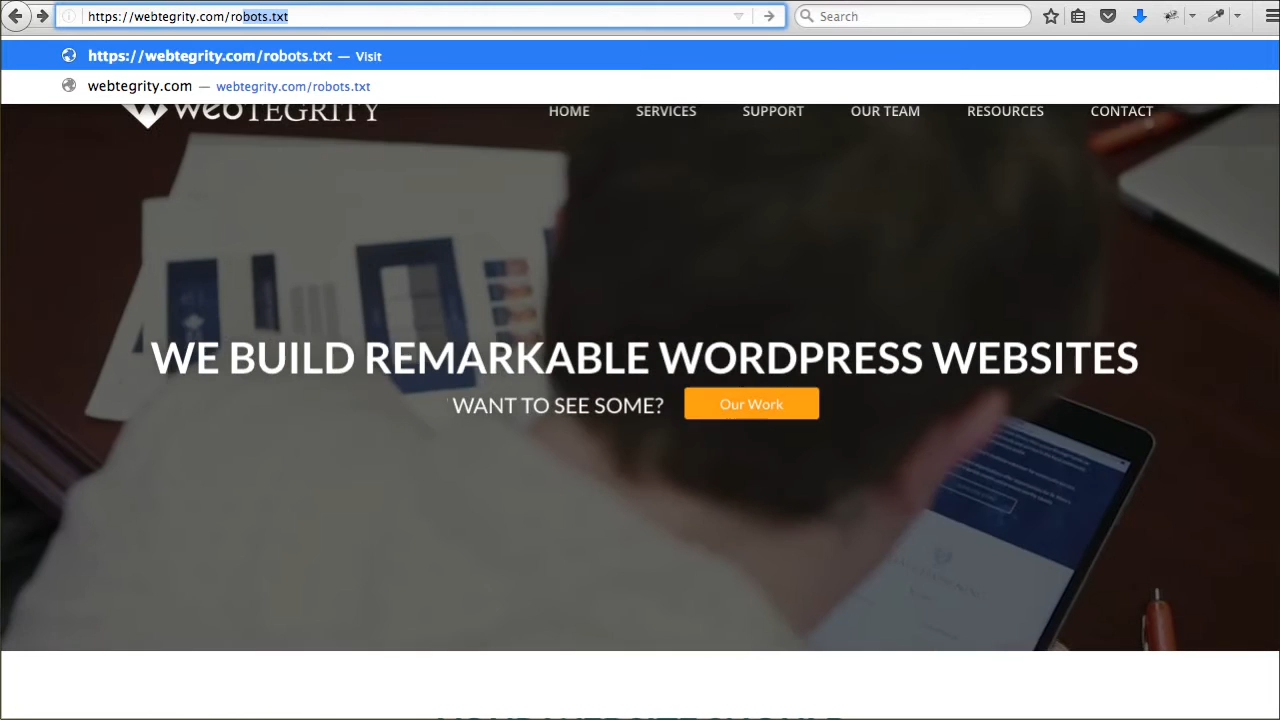 https://webtegrity.com/robots.txt
Search
https://webtegrity.com/robots.txt — Visit
webtegrity.com — webtegrity.com/robots.txt
WEBTEGRITY
HOME SERVICES SUPPORT OUR TEAM RESOURCES CONTACT
WE BUILD REMARKABLE WORDPRESS WEBSITES
WANT TO SEE SOME? Our Work